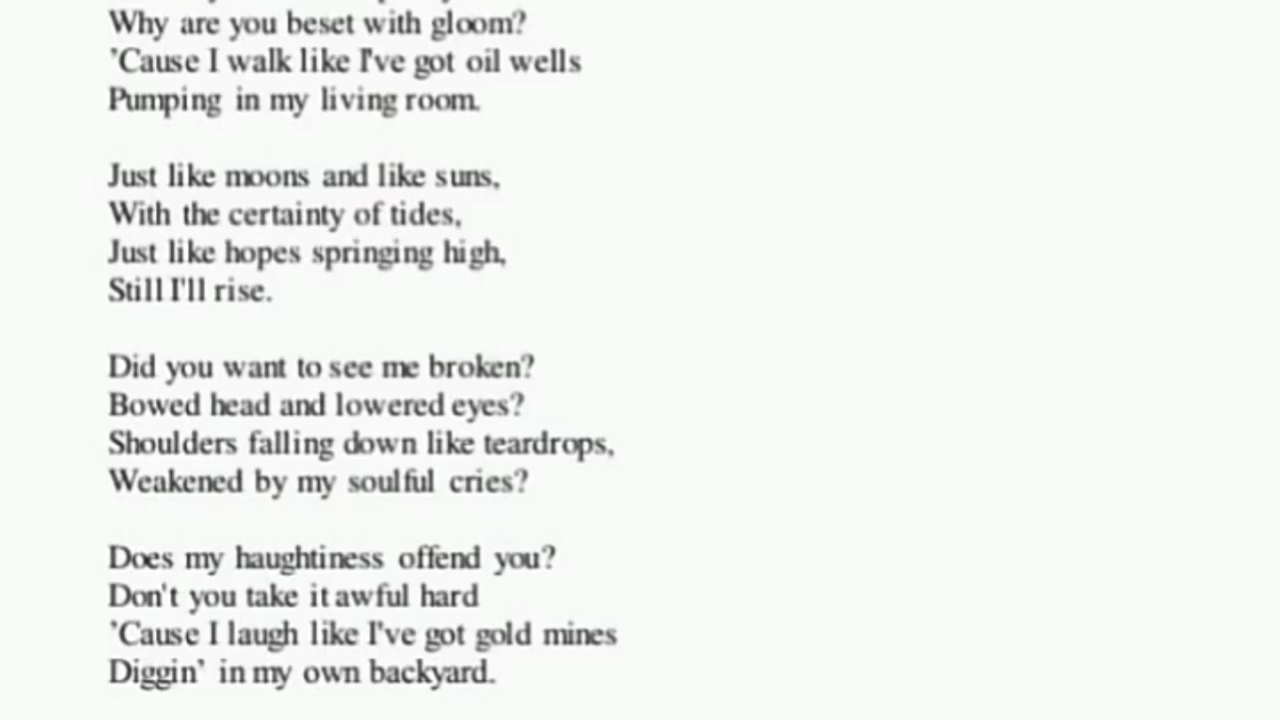 Why are you beset with gloom?
'Cause I walk like I've got oil wells
Pumping in my living room.
Just like moons and like suns,
With the certainty of tides,
Just like hopes springing high,
Still I'll rise.
Did you want to see me broken?
Bowed head and lowered eyes?
Shoulders falling down like teardrops,
Weakened by my soulful cries?
Does my haughtiness offend you?
Don't you take it awful hard
'Cause I laugh like I've got gold mines
Diggin' in my own backyard.